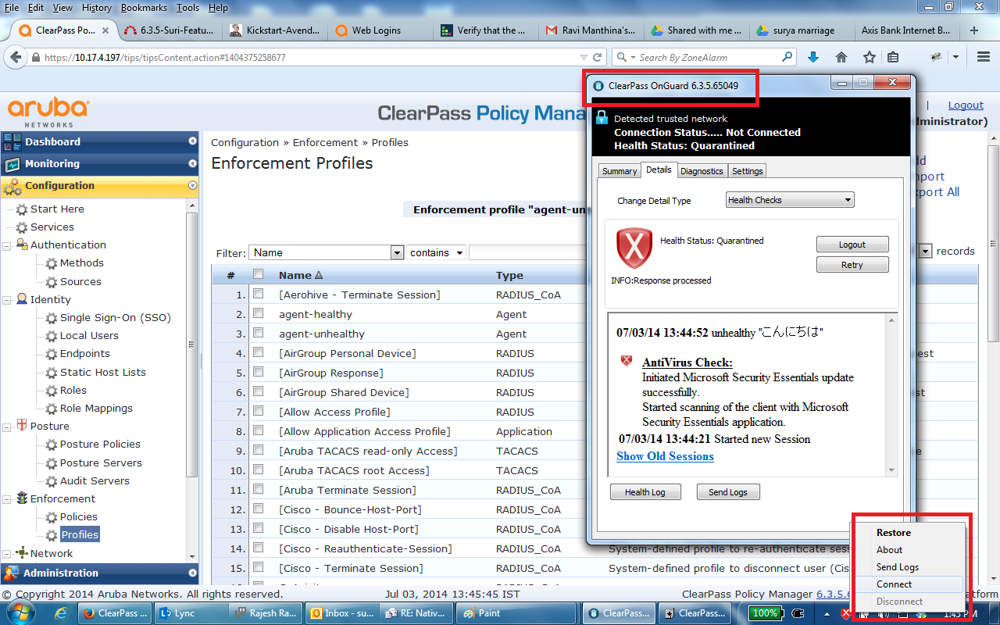 File Edit View History Bookmarks Tools Help
ClearPass Po...
6.3.5-Suri-Featu...
Kickstart-Avend...
Web Logins
Verify that the ...
Ravi Manthina's...
Shared with me ...
surya marriage
Axis Bank Internet B...
https://10.17.4.197/tips/tipsContent.action#1404375258677
Search By ZoneAlarm
aruba
NETWORKS
ClearPass Policy Mana
Logout
Dashboard
Monitoring
Configuration
Start Here
Services
Authentication
Methods
Sources
Identity
Single Sign-On (SSO)
Local Users
Endpoints
Static Host Lists
Roles
Role Mappings
Posture
Posture Policies
Posture Servers
Audit Servers
Enforcement
Policies
Profiles
Network
Administration
Configuration » Enforcement » Profiles
Enforcement Profiles
Export All
Enforcement profile "agent-un
Filter: Name contains
records
# Name Type
1. [Aerohive - Terminate Session] RADIUS_CoA
2. agent-healthy Agent
3. agent-unhealthy Agent
4. [AirGroup Personal Device] RADIUS
5. [AirGroup Response] RADIUS
6. [AirGroup Shared Device] RADIUS
7. [Allow Access Profile] RADIUS
8. [Allow Application Access Profile] Application
9. [Aruba TACACS read-only Access] TACACS
10. [Aruba TACACS root Access] TACACS
11. [Aruba Terminate Session] RADIUS_CoA
12. [Cisco - Bounce-Host-Port] RADIUS_CoA
13. [Cisco - Disable Host-Port] RADIUS_CoA
14. [Cisco - Reauthenticate-Session] RADIUS_CoA System-defined profile to reauthenticate se
15. [Cisco - Terminate Session] RADIUS_CoA System-defined profile to disconnect user (Cis
ClearPass OnGuard 6.3.5.65049
Detected trusted network
Connection Status..... Not Connected
Health Status: Quarantined
Summary Details Diagnostics Settings
Change Detail Type Health Checks
Health Status: Quarantined
Logout
Retry
INFO:Response processed
07/03/14 13:44:52 unhealthy "こんにちは"
AntiVirus Check:
Initiated Microsoft Security Essentials update
successfully.
Started scanning of the client with Microsoft
Security Essentials application.
07/03/14 13:44:21 Started new Session
Show Old Sessions
Health Log Send Logs
Restore
About
Send Logs
Connect
Disconnect
© Copyright 2014 Aruba Networks. All rights reserved. Jul 03, 2014 13:45:45 IST ClearPass Policy Manager
ClearPass ... Lync Rajesh Ra... Inbox - su... RE: Nativ... Paint ClearPass... ClearPass... 100% 1:45 PM